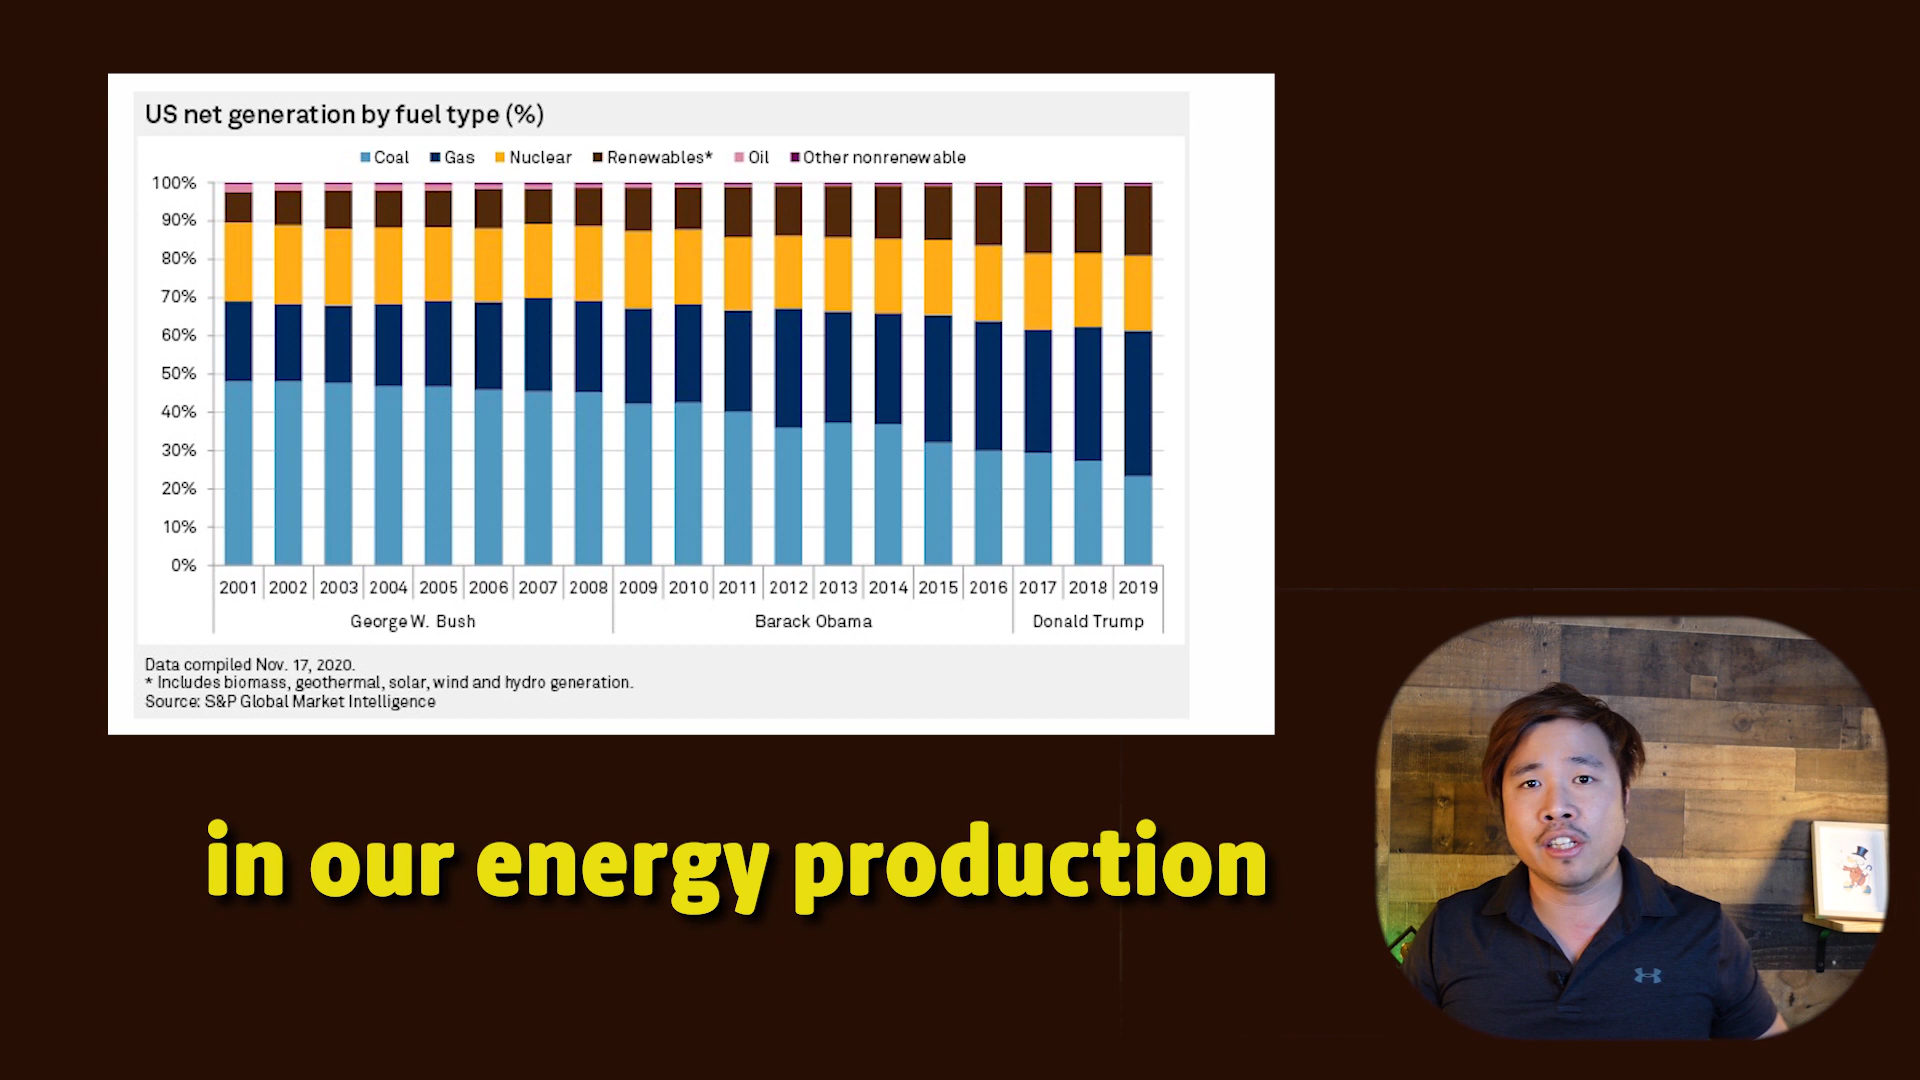 US net generation by fuel type (%)
Coal Gas Nuclear Renewables* Oil Other nonrenewable
100%
90%
80%
70%
60%
50%
40%
30%
20%
10%
0%
2001 2002 2003 2004 2005 2006 2007 2008 2009 2010 2011 2012 2013 2014 2015 2016 2017 2018 2019
George W. Bush Barack Obama Donald Trump
Data compiled Nov. 17, 2020.
* Includes biomass, geothermal, solar, wind and hydro generation.
Source: S&P Global Market Intelligence
in our energy production